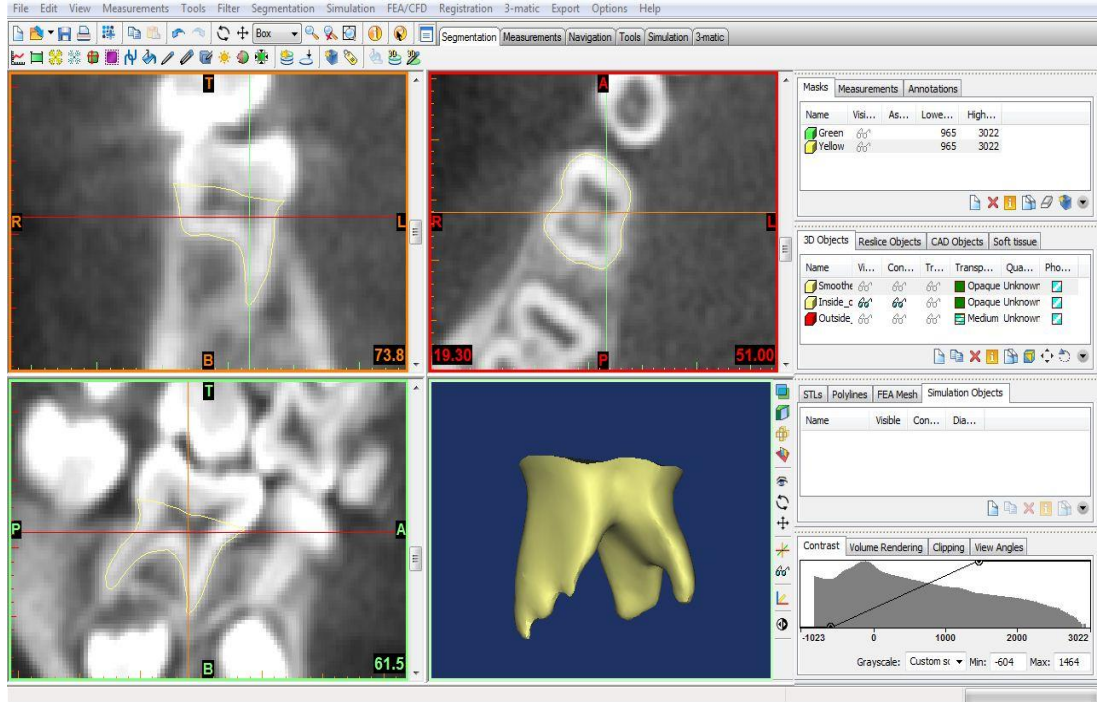 File Edit View Measurements Tools Filter Segmentation Simulation FEA/CFD Registration 3-matic Export Options Help
Box Segmentation Measurements Navigation Tools Simulation 3-matic
T
R L
B 73.8
A
R L
19.30 P 51.00
T
P A
B 61.5
Masks Measurements Annotations
Name Visi... As... Lowe... High...
Green 965 3022
Yellow 965 3022
3D Objects Reslice Objects CAD Objects Soft tissue
Name Vi... Con... Tr... Transp... Qua... Pho...
Smoothe Opaque Unknown
Inside_c Opaque Unknown
Outside_ Medium Unknown
STLs Polylines FEA Mesh Simulation Objects
Name Visible Con... Dia...
Contrast Volume Rendering Clipping View Angles
-1023 0 1000 2000 3022
Grayscale: Custom sc Min: -604 Max: 1464